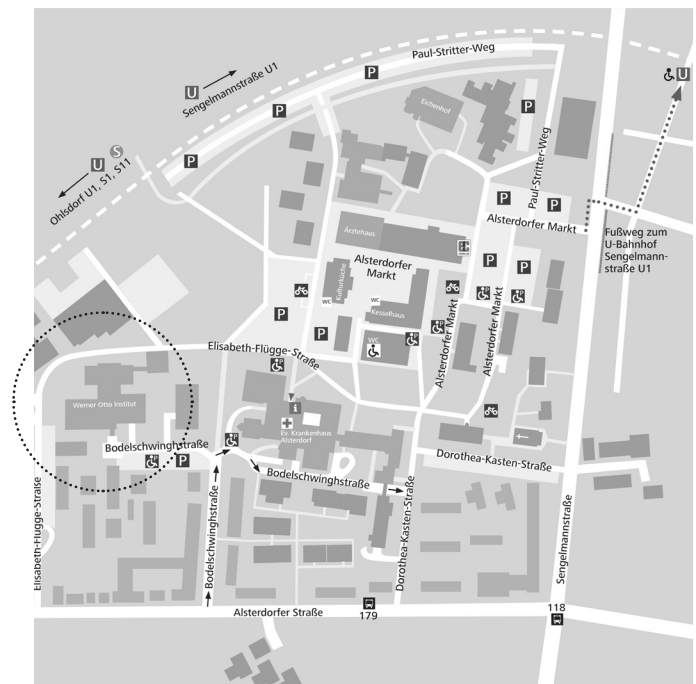 Paul-Stritter-Weg
U
Sengelmannstraße U1
P
P
P
P
U
S
Ohlsdorf U1, S1, S11
Eichenhof
P
Paul-Stritter-Weg
U
P
P
Alsterdorfer Markt
Fußweg zum
U-Bahnhof
Sengelmann-
straße U1
Ärztehaus
Alsterdorfer
Markt
Kulturküche
WC
WC
Kesselhaus
WC
P
P
P
P
P
P
P
P
Alsterdorfer Markt
Alsterdorfer Markt
Elisabeth-Flügge-Straße
P
P
Werner Otto Institut
i
Ev. Krankenhaus
Alsterdorf
Bodelschwinghstraße
P
P
P
Bodelschwinghstraße
Dorothea-Kasten-Straße
Elisabeth-Flügge-Straße
Bodelschwinghstraße
Dorothea-Kasten-Straße
Sengelmannstraße
Alsterdorfer Straße
179
118